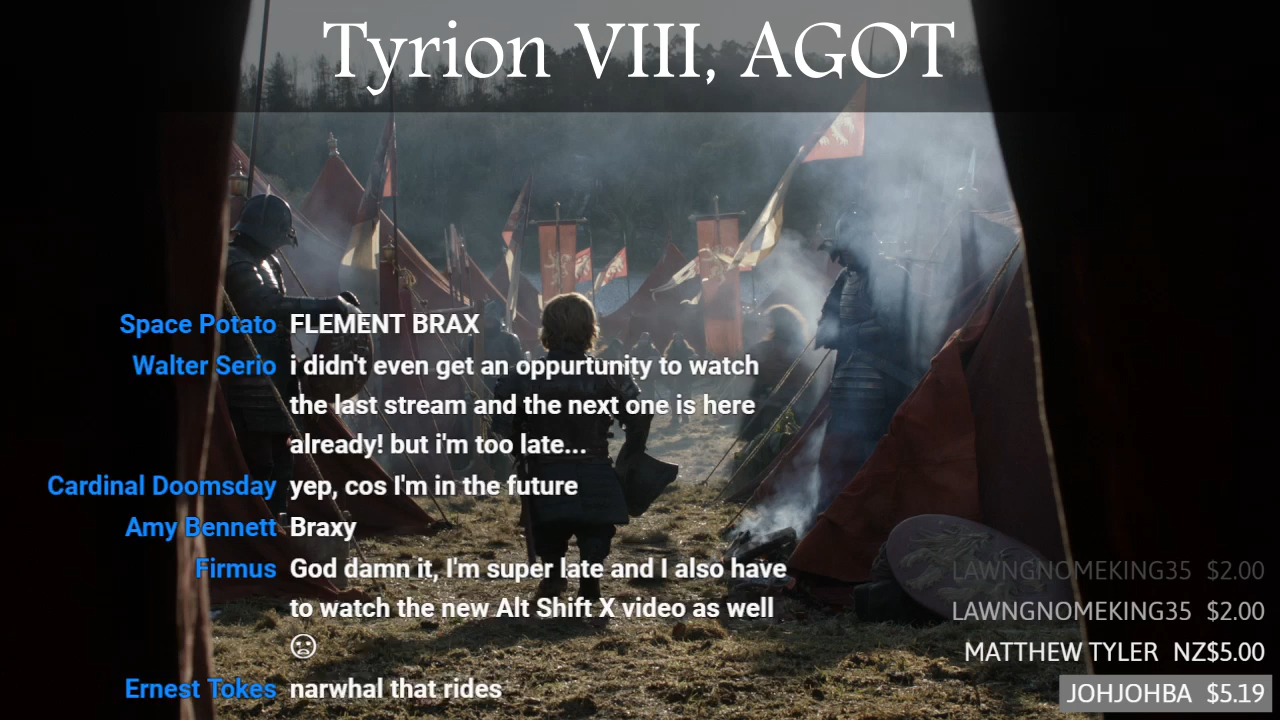 Tyrion VIII, AGOT
Space Potato FLEMENT BRAX
Walter Serio i didn't even get an oppurtunity to watch
the last stream and the next one is here
already! but i'm too late...
Cardinal Doomsday yep, cos I'm in the future
Amy Bennett Braxy
Firmus God damn it, I'm super late and I also have
to watch the new Alt Shift X video as well
☹
Ernest Tokes narwhal that rides
LAWNGNOMEKING35 $2.00
LAWNGNOMEKING35 $2.00
MATTHEW TYLER NZ$5.00
JOHJOHBA $5.19